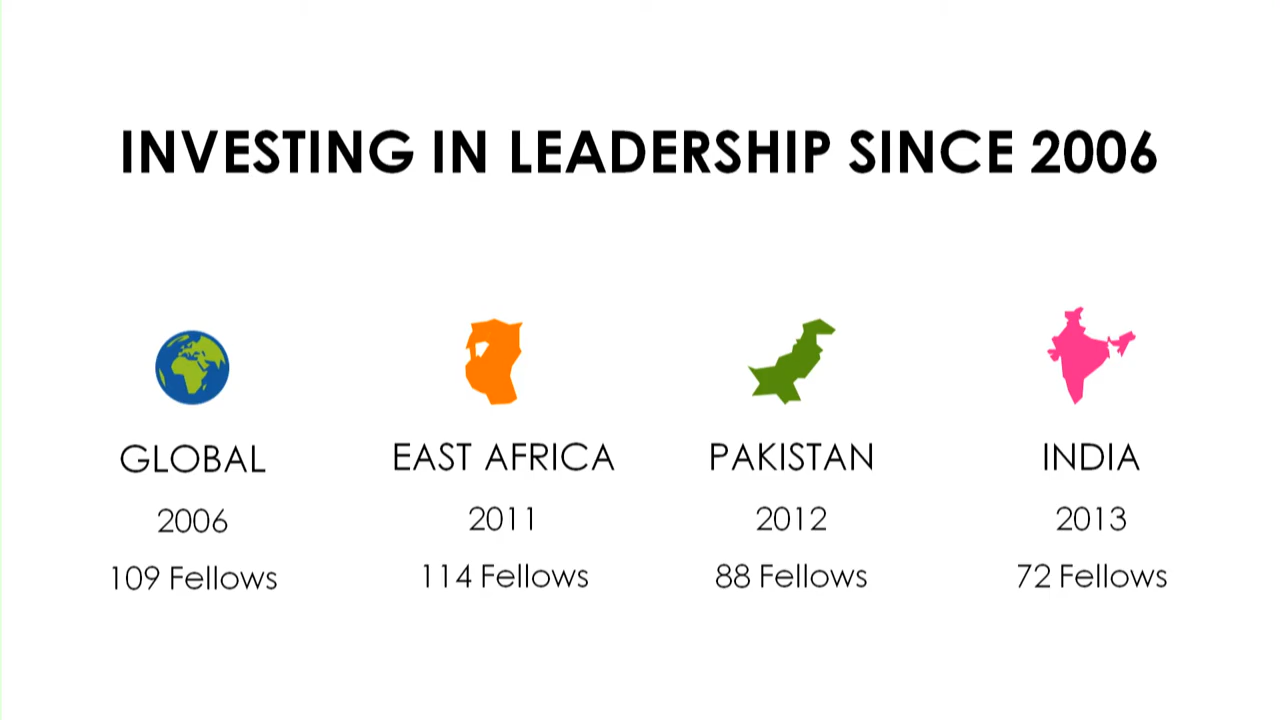 INVESTING IN LEADERSHIP SINCE 2006
GLOBAL
2006
109 Fellows
EAST AFRICA
2011
114 Fellows
PAKISTAN
2012
88 Fellows
INDIA
2013
72 Fellows